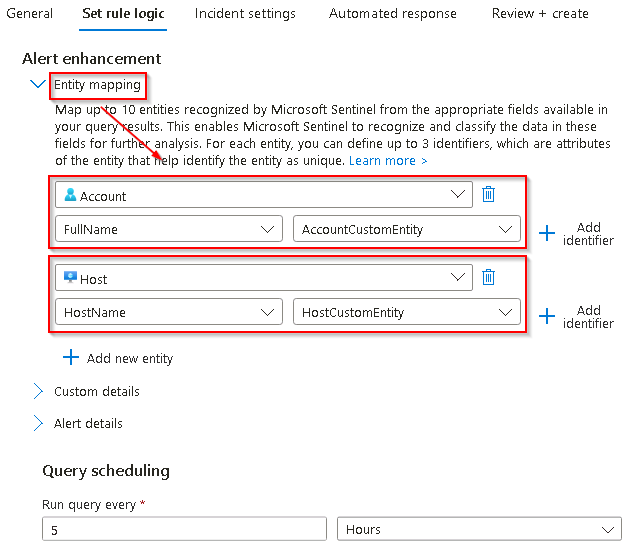 General Set rule logic Incident settings Automated response Review + create
Alert enhancement
Entity mapping
Map up to 10 entities recognized by Microsoft Sentinel from the appropriate fields available in
your query results. This enables Microsoft Sentinel to recognize and classify the data in these
fields for further analysis. For each entity, you can define up to 3 identifiers, which are attributes
of the entity that help identify the entity as unique. Learn more >
Account
FullName AccountCustomEntity
Add
identifier
Host
HostName HostCustomEntity
Add
identifier
Add new entity
Custom details
Alert details
Query scheduling
Run query every *
5 Hours